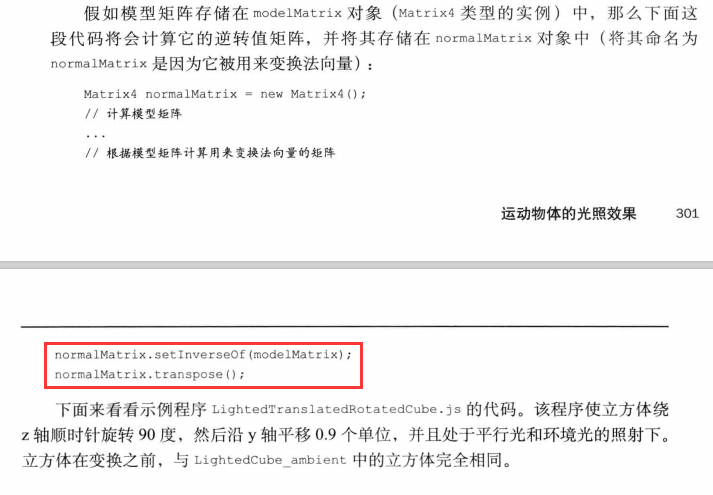 假如模型矩阵存储在 modelMatrix 对象（Matrix4 类型的实例）中，那么下面这
段代码将会计算它的逆转值矩阵，并将其存储在 normalMatrix 对象中（将其命名为
normalMatrix 是因为它被用来变换法向量）：
Matrix4 normalMatrix = new Matrix4();
// 计算模型矩阵
...
// 根据模型矩阵计算用来变换法向量的矩阵
运动物体的光照效果 301
normalMatrix.setInverseOf(modelMatrix);
normalMatrix.transpose();
下面来看看示例程序 LightedTranslatedRotatedCube.js 的代码。该程序使立方体绕
z 轴顺时针旋转 90 度，然后沿 y 轴平移 0.9 个单位，并且处于平行光和环境光的照射下。
立方体在变换之前，与 LightedCube_ambient 中的立方体完全相同。